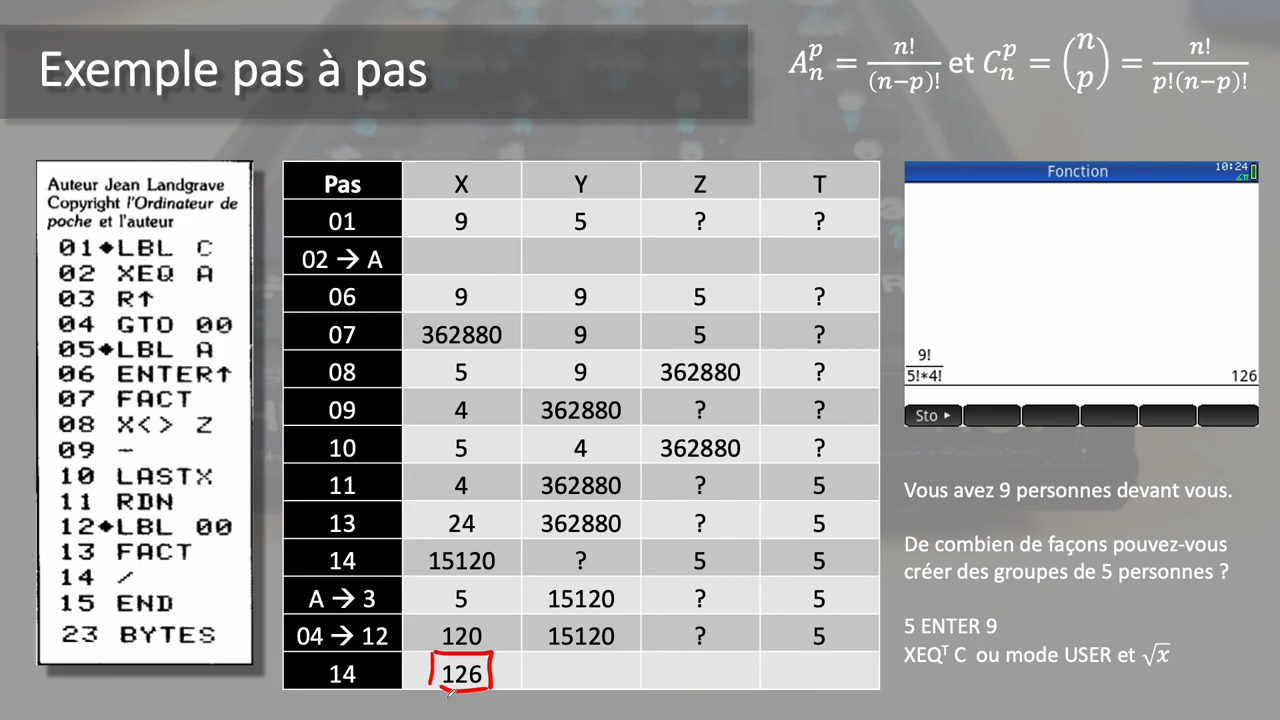 Exemple pas à pas
A_n^p = n!/(n−p)! et C_n^p = (n p) = n!/p!(n−p)!
Auteur Jean Landgrave
Copyright l'Ordinateur de
poche et l'auteur
01◆LBL C
02 XEQ A
03 R↑
04 GTO 00
05◆LBL A
06 ENTER↑
07 FACT
08 X<> Z
09 -
10 LASTX
11 RDN
12◆LBL 00
13 FACT
14 /
15 END
23 BYTES
Pas X Y Z T
01 9 5 ? ?
02 → A
06 9 9 5 ?
07 362880 9 5 ?
08 5 9 362880 ?
09 4 362880 ? ?
10 5 4 362880 ?
11 4 362880 ? 5
13 24 362880 ? 5
14 15120 ? 5 5
A → 3 5 15120 ? 5
04 → 12 120 15120 ? 5
14 126
Fonction 10:24
9!
5!*4! 126
Sto ▸
Vous avez 9 personnes devant vous.
De combien de façons pouvez-vous
créer des groupes de 5 personnes ?
5 ENTER 9
XEQᵀ C ou mode USER et √x